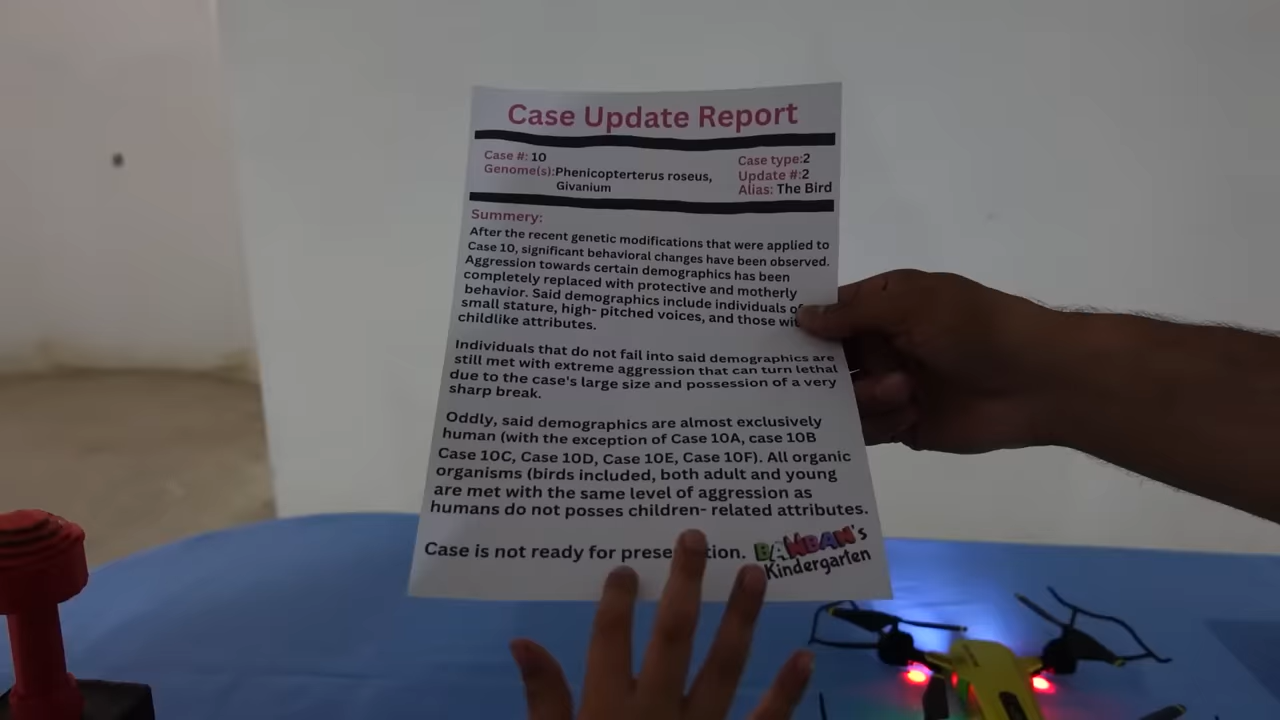 Case Update Report
Case #: 10
Genome(s):Phenicopterterus roseus,
Givanium
Case type:2
Update #:2
Alias: The Bird
Summery:
After the recent genetic modifications that were applied to
Case 10, significant behavioral changes have been observed.
Aggression towards certain demographics has been
completely replaced with protective and motherly
behavior. Said demographics include individuals
small stature, high- pitched voices, and those
childlike attributes.
Individuals that do not fail into said demographics are
still met with extreme aggression that can turn lethal
due to the case's large size and possession of a very
sharp break.
Oddly, said demographics are almost exclusively
human (with the exception of Case 10A, case 10B
Case 10C, Case 10D, Case 10E, Case 10F). All organic
organisms (birds included, both adult and young
are met with the same level of aggression as
humans do not posses children- related attributes.
Case is not ready for
BANBAN's
Kindergarten